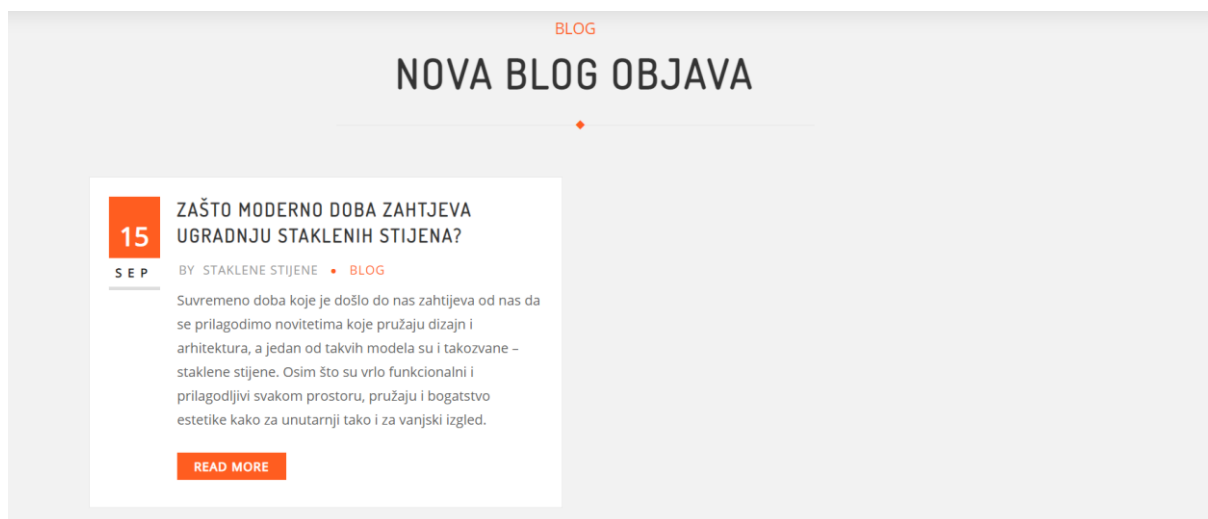 BLOG
NOVA BLOG OBJAVA
15
SEP
ZAŠTO MODERNO DOBA ZAHTJEVA
UGRADNJU STAKLENIH STIJENA?
BY STAKLENE STIJENE • BLOG
Suvremeno doba koje je došlo do nas zahtijeva od nas da
se prilagodimo novitetima koje pružaju dizajn i
arhitektura, a jedan od takvih modela su i takozvane –
staklene stijene. Osim što su vrlo funkcionalni i
prilagodljivi svakom prostoru, pružaju i bogatstvo
estetike kako za unutarnji tako i za vanjski izgled.
READ MORE